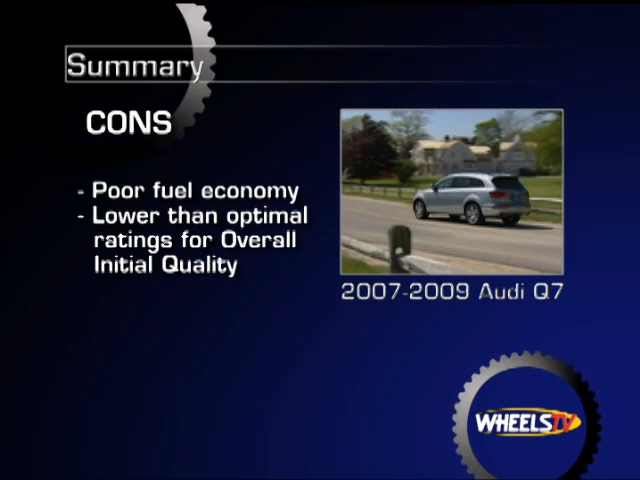 Summary
CONS
- Poor fuel economy
- Lower than optimal
ratings for Overall
Initial Quality
2007-2009 Audi Q7
WHEELSTV